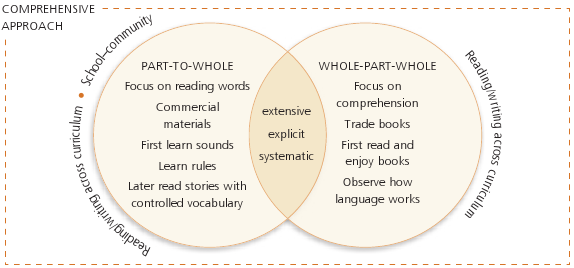 COMPREHENSIVE
APPROACH
Reading/writing across curriculum • School–community
PART-TO-WHOLE
Focus on reading words
Commercial
materials
First learn sounds
Learn rules
Later read stories with
controlled vocabulary
extensive
explicit
systematic
WHOLE-PART-WHOLE
Focus on
comprehension
Trade books
First read and
enjoy books
Observe how
language works
Reading/writing across curriculum